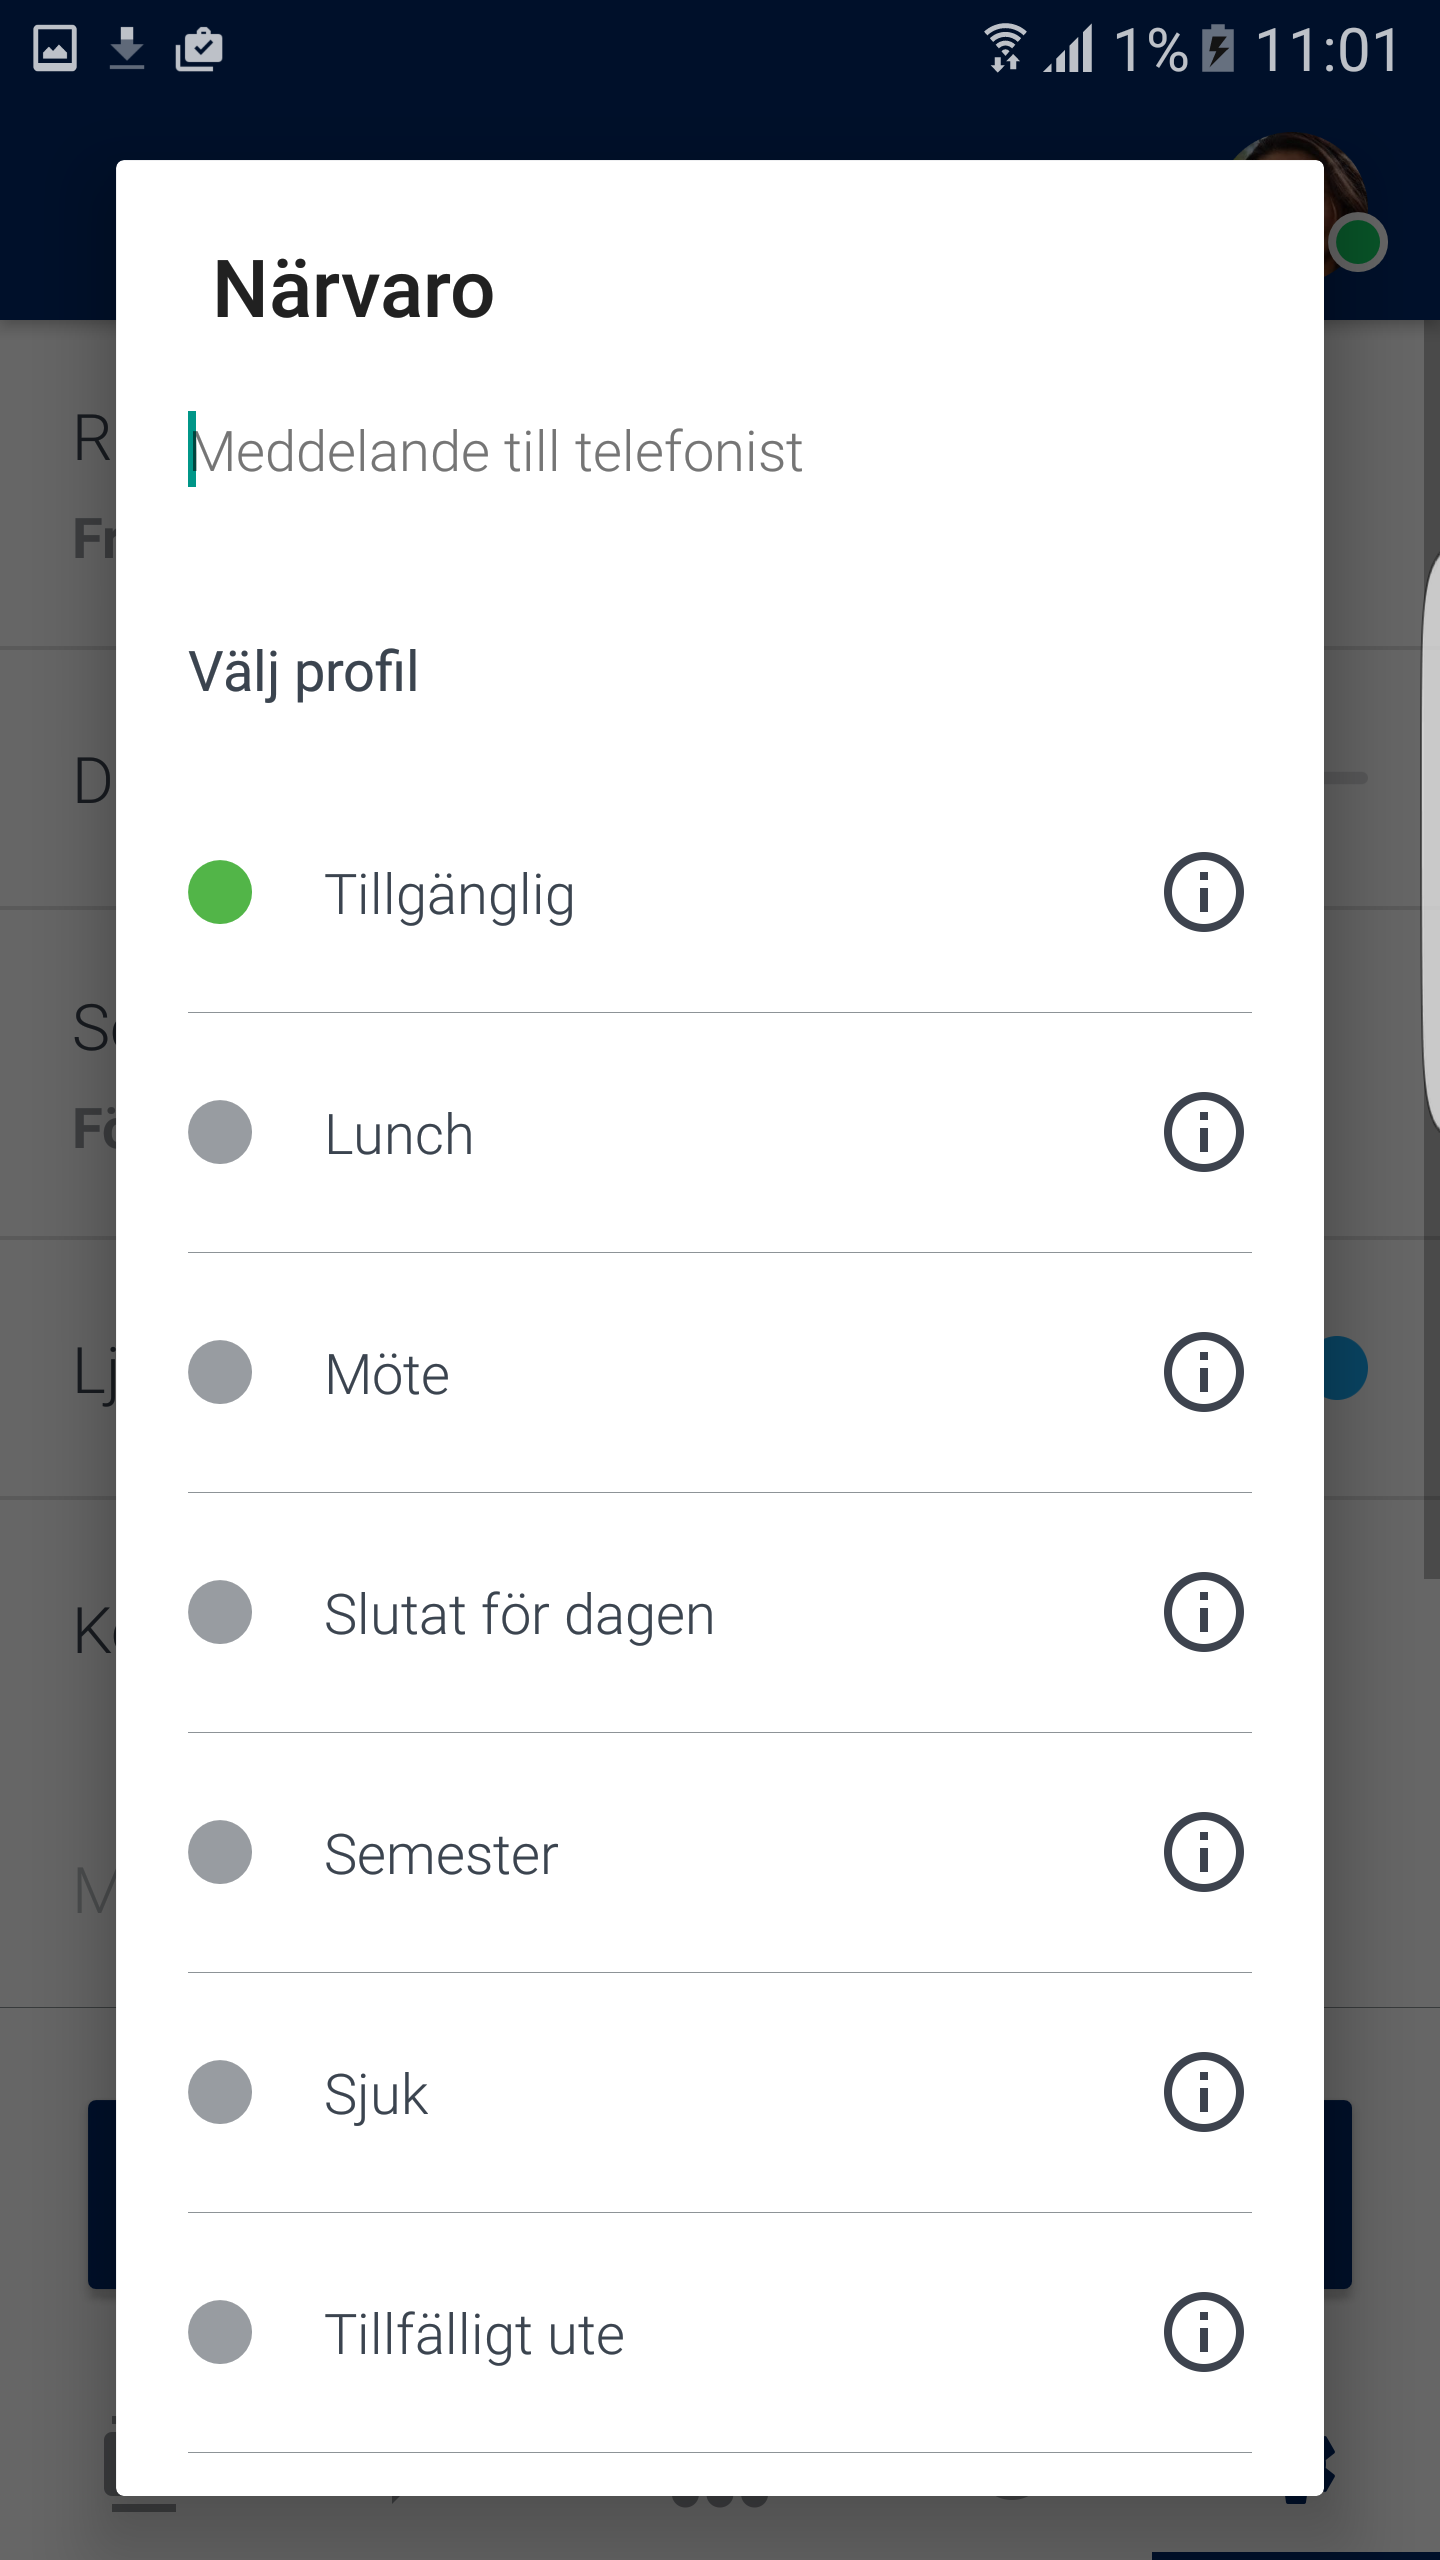 1% 11:01
Närvaro
Meddelande till telefonist
Välj profil
Tillgänglig
Lunch
Möte
Slutat för dagen
Semester
Sjuk
Tillfälligt ute